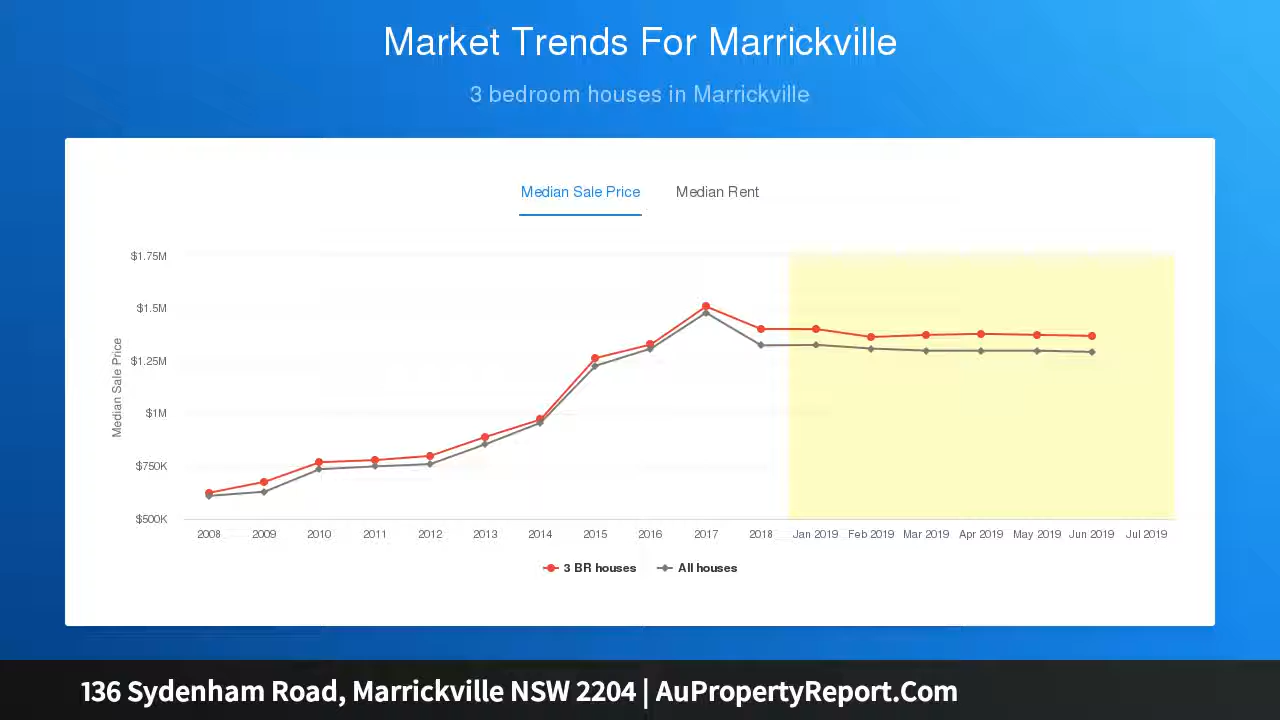 Market Trends For Marrickville
3 bedroom houses in Marrickville
Median Sale Price Median Rent
$1.75M
$1.5M
$1.25M
$1M
$750K
$500K
Median Sale Price
2008 2009 2010 2011 2012 2013 2014 2015 2016 2017 2018 Jan 2019 Feb 2019 Mar 2019 Apr 2019 May 2019 Jun 2019 Jul 2019
3 BR houses All houses
136 Sydenham Road, Marrickville NSW 2204 | AuPropertyReport.Com